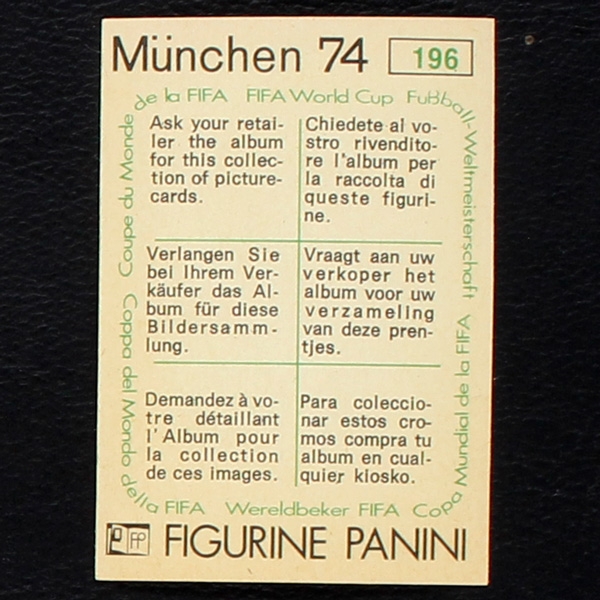 München 74
196
de la FIFA FIFA World Cup Fußball-Weltmeisterschaft
Ask your retai-
ler the album
for this collec-
tion of picture-
cards.
Chiedete al vo-
stro rivendito-
re l'album per
la raccolta di
queste figuri-
ne.
Verlangen Sie
bei Ihrem Ver-
käufer das Al-
bum für diese
Bildersamm-
lung.
Vraagt aan uw
verkoper het
album voor uw
verzameling
van deze pren-
tjes.
Demandez à vo-
tre détaillant
l'Album pour
la collection
de ces images.
Para coleccio-
nar estos cro-
mos compra tu
album en cual-
quier kiosko.
Coupe du Monde
Coppa del Mondo della FIFA
Wereldbeker FIFA
Copa Mundial de la FIFA
FP
FIGURINE PANINI